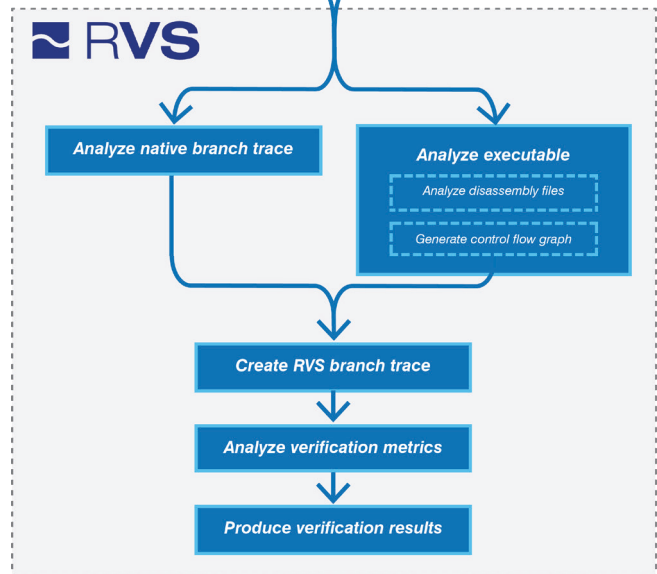 RVS
Analyze native branch trace
Analyze executable
Analyze disassembly files
Generate control flow graph
Create RVS branch trace
Analyze verification metrics
Produce verification results